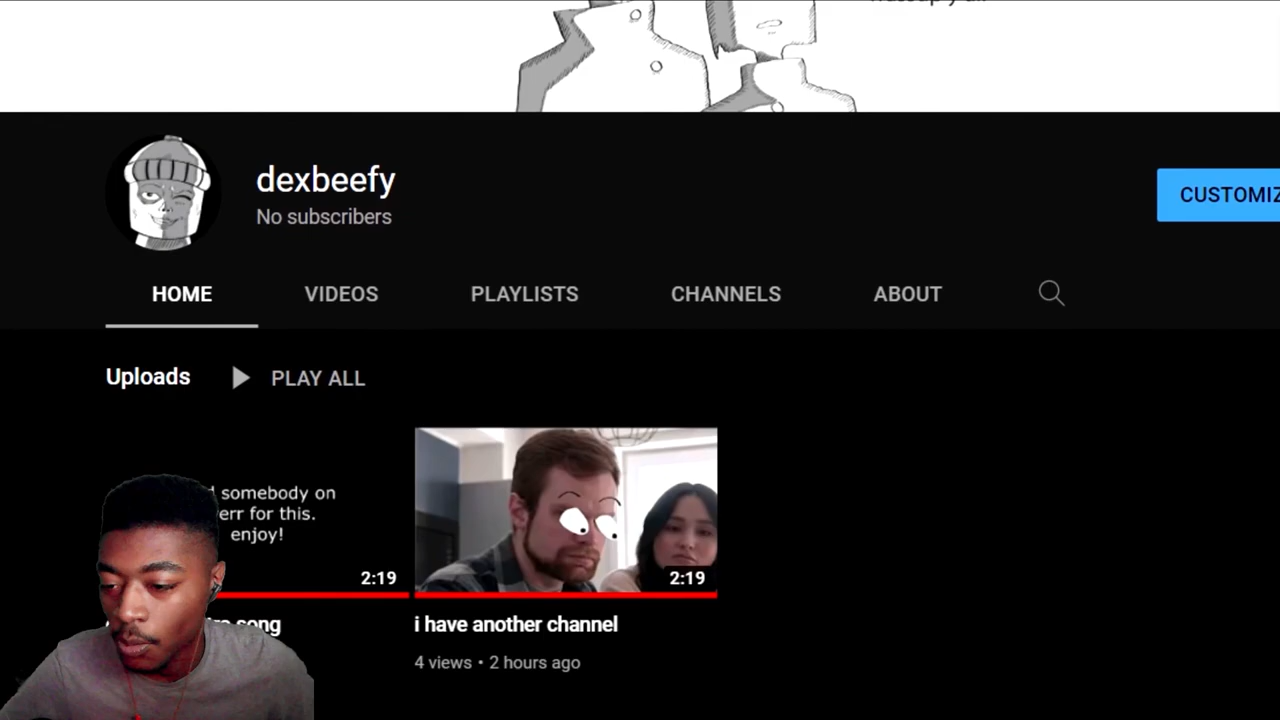 dexbeefy
No subscribers
CUSTOMIZ
HOME VIDEOS PLAYLISTS CHANNELS ABOUT
Uploads PLAY ALL
somebody on
for this.
enjoy!
2:19
2:19
song
i have another channel
4 views • 2 hours ago